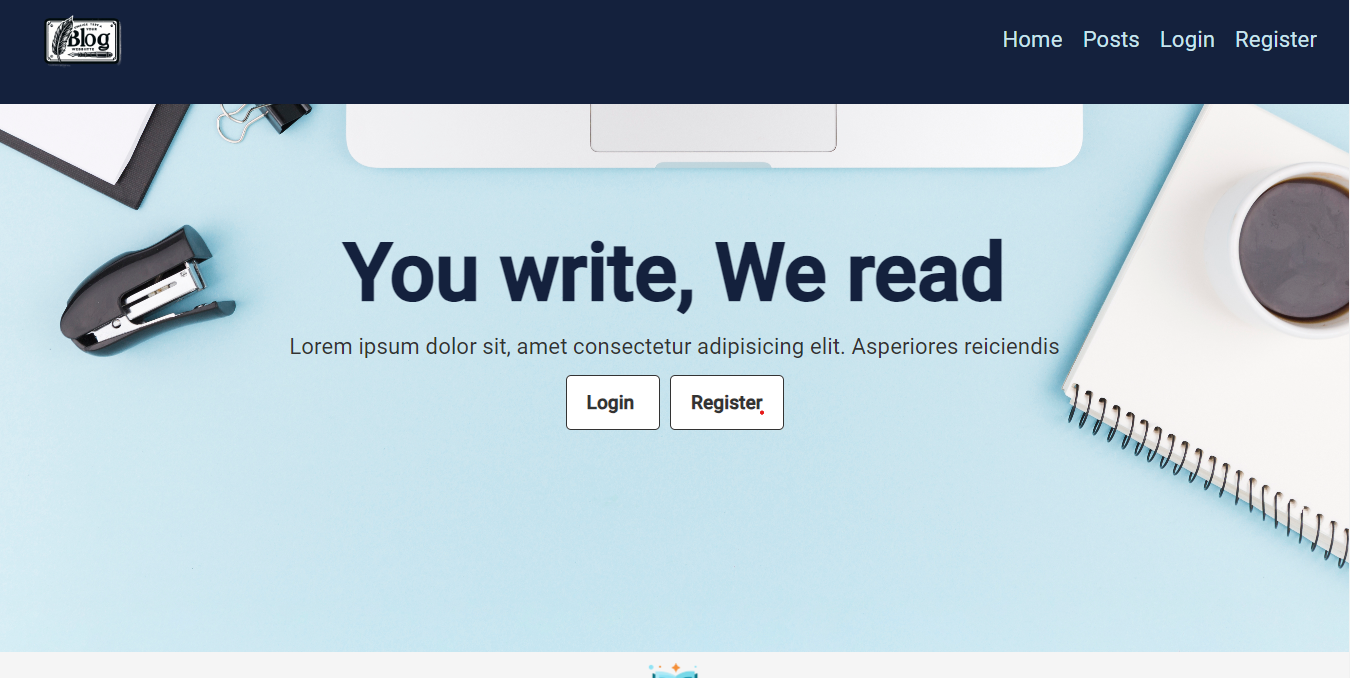 Blog
Home Posts Login Register
You write, We read
Lorem ipsum dolor sit, amet consectetur adipisicing elit. Asperiores reiciendis
Login Register